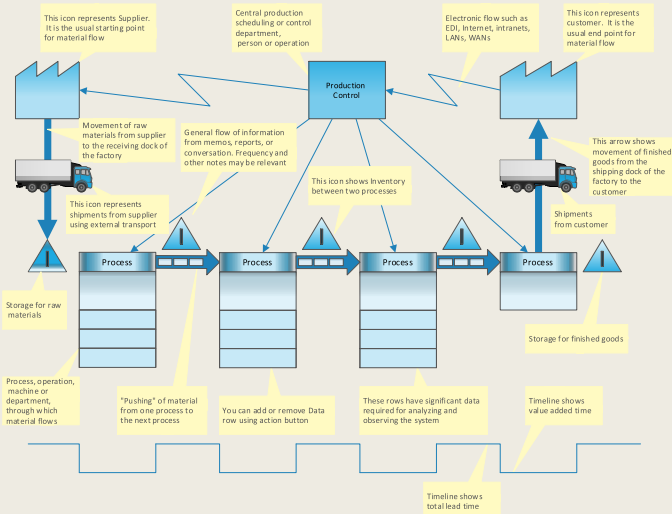 This icon represents Supplier.
It is the usual starting point
for material flow
Central production
scheduling or control
department,
person or operation
Electronic flow such as
EDI, Internet, intranets,
LANs, WANs
This icon represents
customer. It is the
usual end point for
material flow
Production
Control
Movement of raw
materials from supplier
to the receiving dock of
the factory
General flow of information
from memos, reports, or
conversation. Frequency and
other notes may be relevant
This arrow shows
movement of finished
goods from the
shipping dock of the
factory to the
customer
This icon shows Inventory
between two processes
This icon represents
shipments from supplier
using external transport
Shipments
from customer
I
I
I
I
I
Process
Process
Process
Process
Storage for raw
materials
Storage for finished goods
Process, operation,
machine or
department,
through which
material flows
"Pushing" of material
from one process to
the next process
You can add or remove Data
row using action button
These rows have significant data
required for analyzing and
observing the system
Timeline shows
value added time
Timeline shows
total lead time